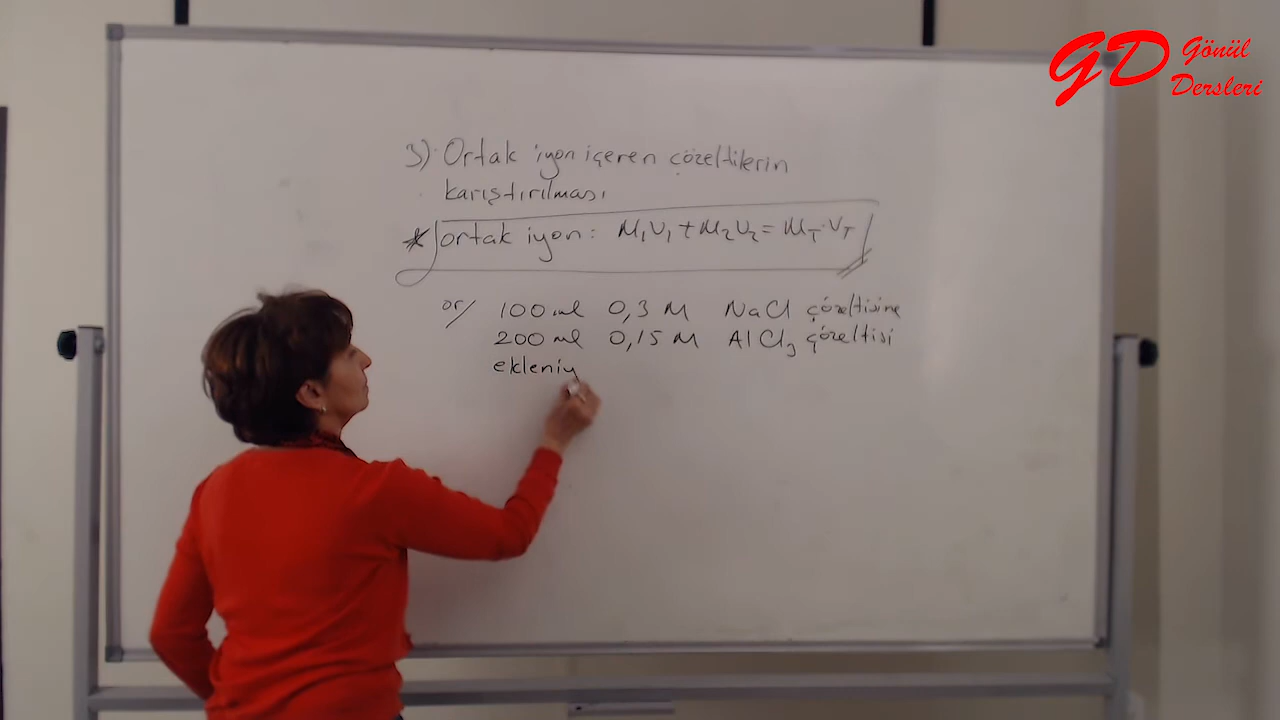 GD Gönül
Dersleri
3) Ortak iyon içeren çözeltilerin
karıştırılması
* ortak iyon: M₁V₁+M₂V₂=M_T.V_T
ör/ 100 ml 0,3 M NaCl çözeltisine
200 ml 0,15 M AlCl₃ çözeltisi
ekleniy